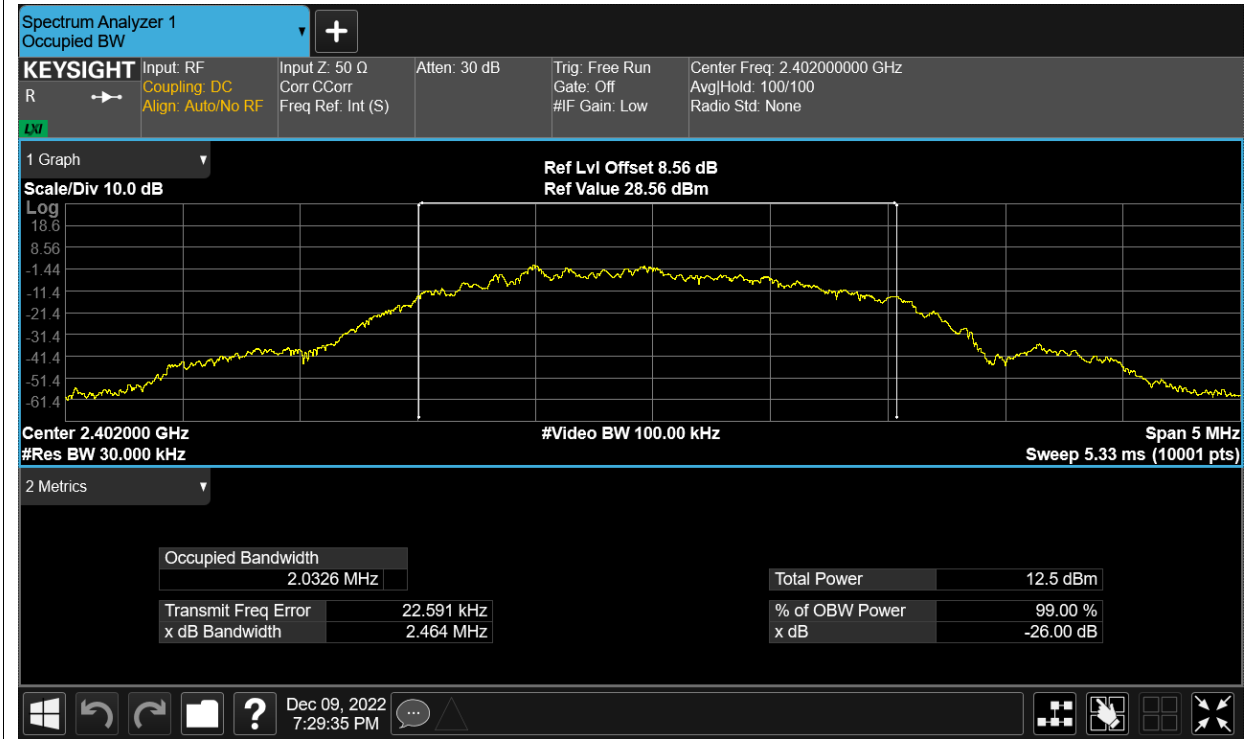 Spectrum Analyzer 1
Occupied BW
KEYSIGHT
R
LXI
Input: RF
Coupling: DC
Align: Auto/No RF
Input Z: 50 Ω
Corr CCorr
Freq Ref: Int (S)
Atten: 30 dB
Trig: Free Run
Gate: Off
#IF Gain: Low
Center Freq: 2.402000000 GHz
Avg|Hold: 100/100
Radio Std: None
1 Graph
Scale/Div 10.0 dB
Ref Lvl Offset 8.56 dB
Ref Value 28.56 dBm
Log
18.6
8.56
-1.44
-11.4
-21.4
-31.4
-41.4
-51.4
-61.4
Center 2.402000 GHz
#Video BW 100.00 kHz
Span 5 MHz
#Res BW 30.000 kHz
Sweep 5.33 ms (10001 pts)
2 Metrics
Occupied Bandwidth
2.0326 MHz
Total Power 12.5 dBm
Transmit Freq Error 22.591 kHz
% of OBW Power 99.00 %
x dB Bandwidth 2.464 MHz
x dB -26.00 dB
?
Dec 09, 2022
7:29:35 PM